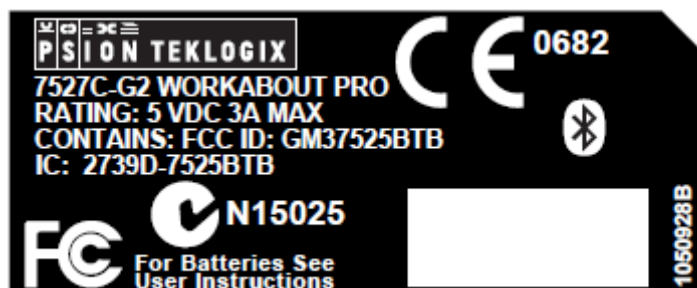 PSION TEKLOGIX
7527C-G2 WORKABOUT PRO
RATING: 5 VDC 3A MAX
CONTAINS: FCC ID: GM37525BTB
IC: 2739D-7525BTB
CE 0682
N15025
FC
For Batteries See
User Instructions
1050928B